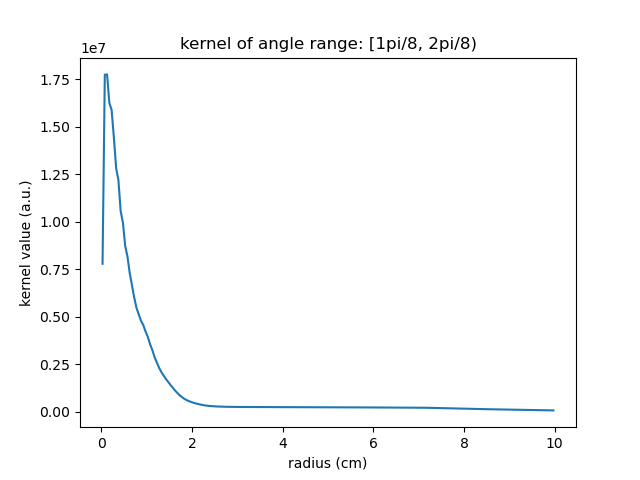 kernel of angle range: [1pi/8, 2pi/8)
1e7
1.75
1.50
1.25
1.00
0.75
0.50
0.25
0.00
kernel value (a.u.)
0 2 4 6 8 10
radius (cm)